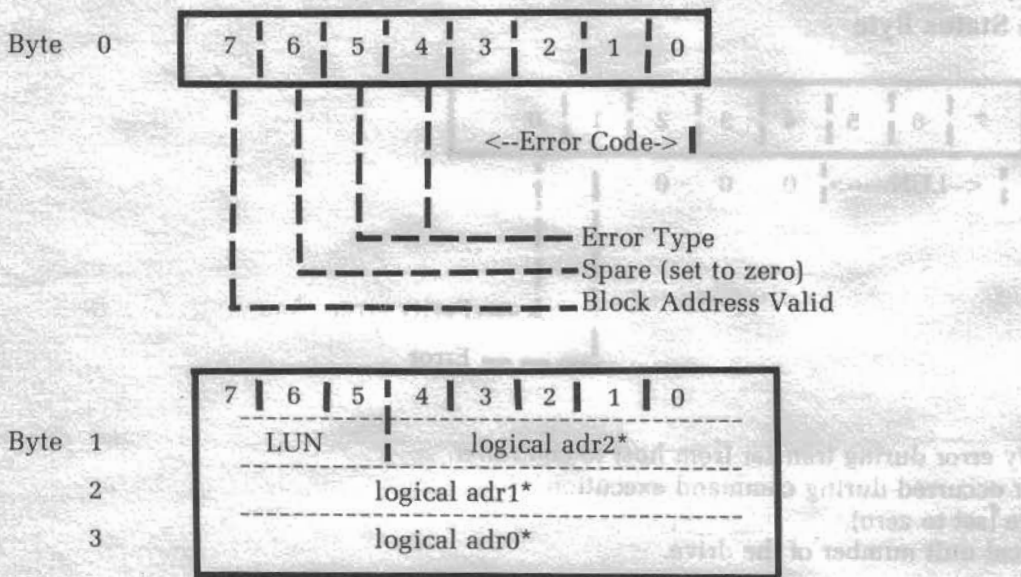 Byte 0 7 6 5 4 3 2 1 0
<--Error Code->
Error Type
Spare (set to zero)
Block Address Valid
7 6 5 4 3 2 1 0
Byte 1 LUN logical adr2*
2 logical adr1*
3 logical adr0*